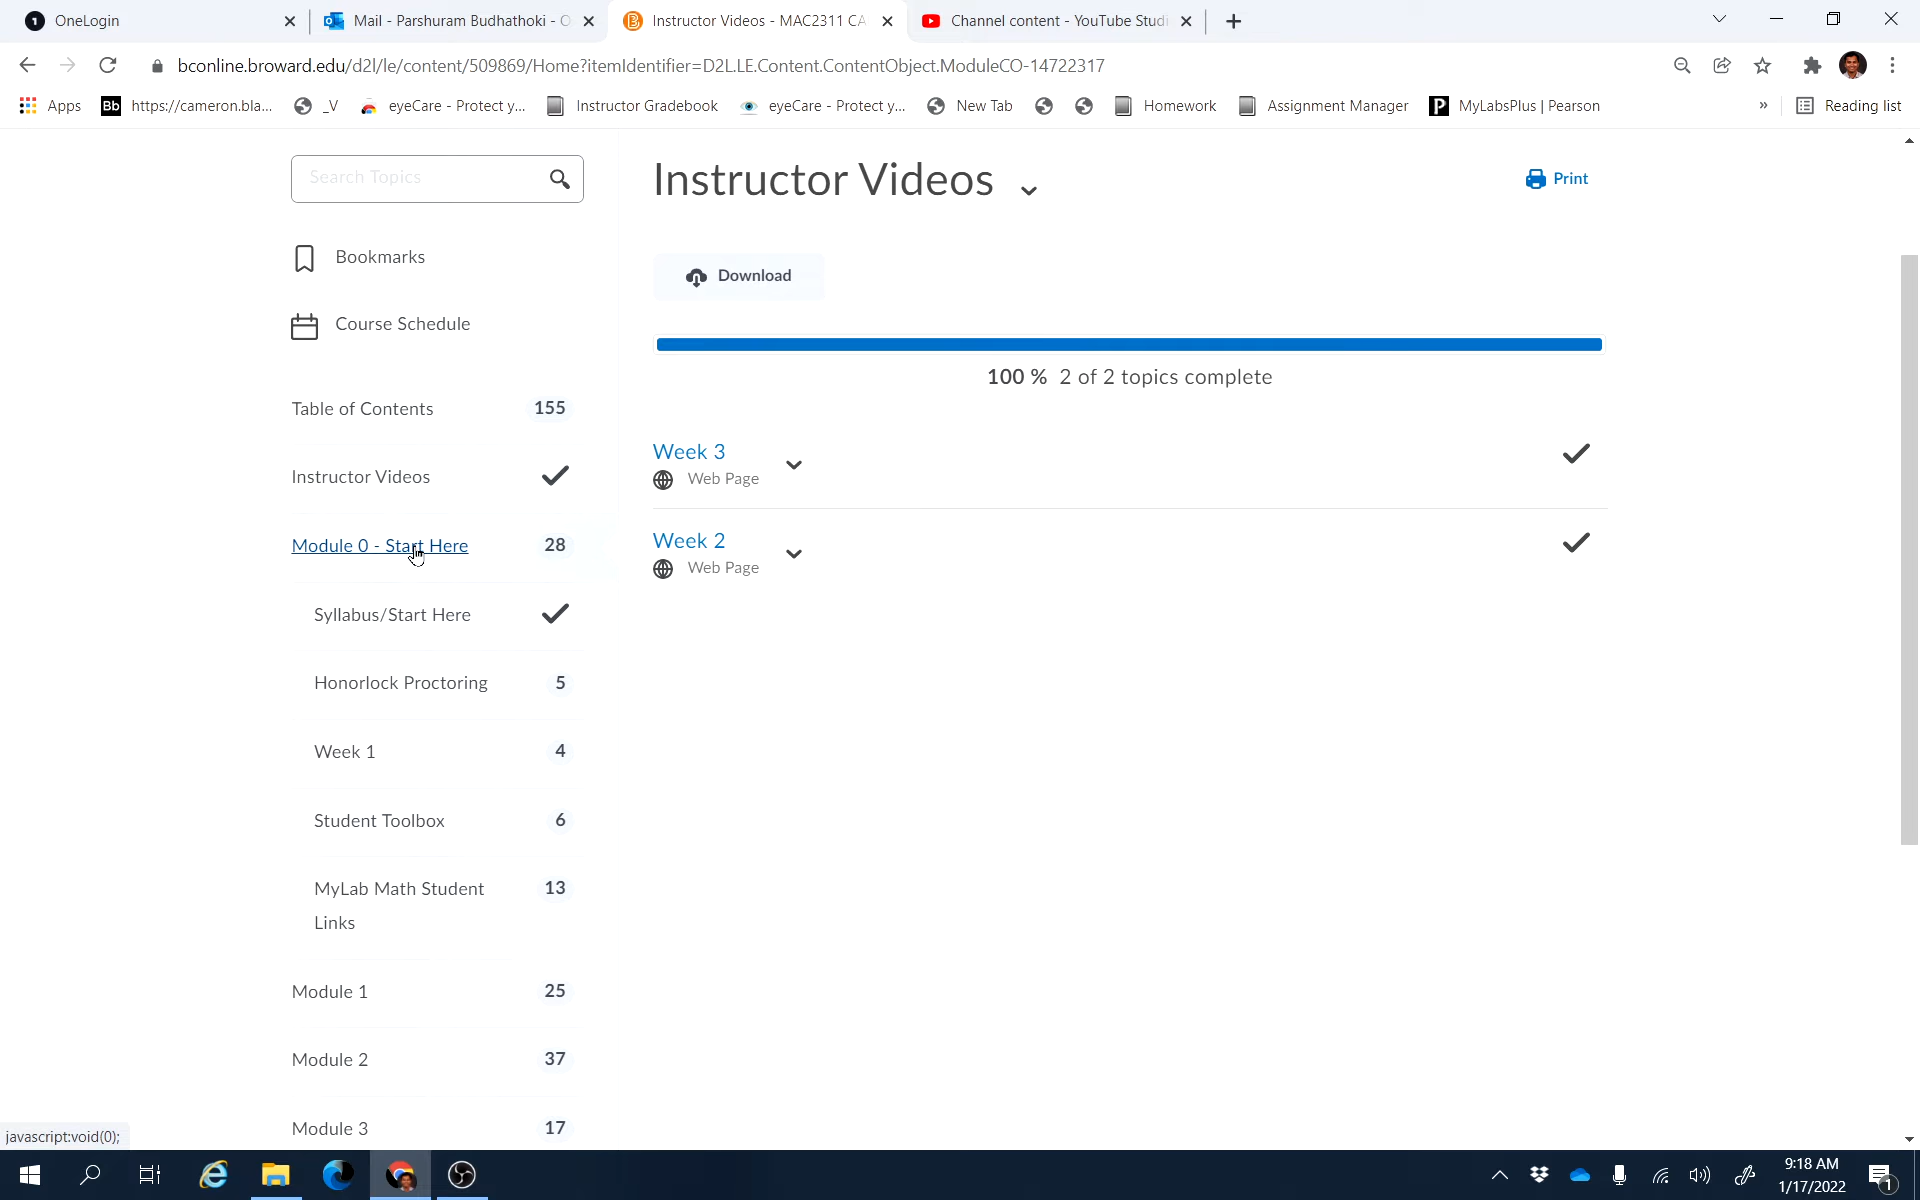 OneLogin
Mail - Parshuram Budhathoki - O
Instructor Videos - MAC2311 CA
Channel content - YouTube Studi
bconline.broward.edu/d2l/le/content/509869/Home?itemIdentifier=D2L.LE.Content.ContentObject.ModuleCO-14722317
Apps
Bb https://cameron.bla...
_V
eyeCare - Protect y...
Instructor Gradebook
eyeCare - Protect y...
New Tab
Homework
Assignment Manager
MyLabsPlus | Pearson
»
Reading list
Search Topics
Instructor Videos
Print
Bookmarks
Download
Course Schedule
100 % 2 of 2 topics complete
Table of Contents 155
Week 3
Web Page
Instructor Videos
Module 0 - Start Here 28
Week 2
Web Page
Syllabus/Start Here
Honorlock Proctoring 5
Week 1 4
Student Toolbox 6
MyLab Math Student 13
Links
Module 1 25
Module 2 37
Module 3 17
javascript:void(0);
9:18 AM
1/17/2022
1